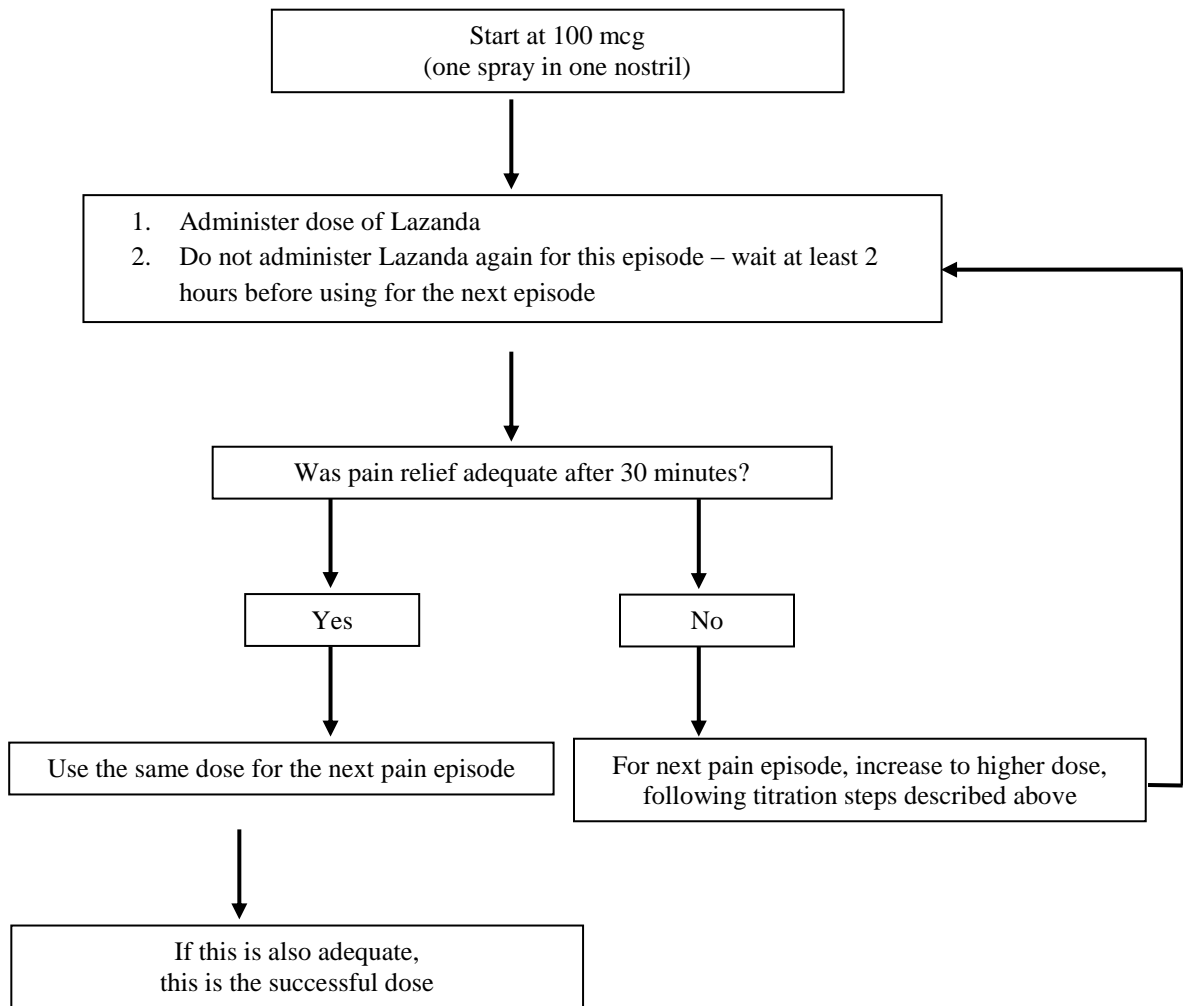 Start at 100 mcg
(one spray in one nostril)
1. Administer dose of Lazanda
2. Do not administer Lazanda again for this episode – wait at least 2
hours before using for the next episode
Was pain relief adequate after 30 minutes?
Yes
No
Use the same dose for the next pain episode
For next pain episode, increase to higher dose,
following titration steps described above
If this is also adequate,
this is the successful dose